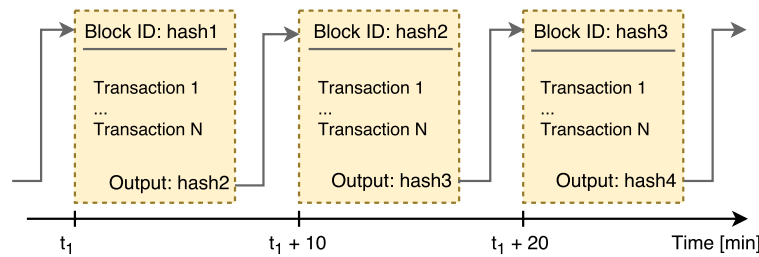 Block ID: hash1
Transaction 1
...
Transaction N
Output: hash2
Block ID: hash2
Transaction 1
...
Transaction N
Output: hash3
Block ID: hash3
Transaction 1
...
Transaction N
Output: hash4
t1
t1 + 10
t1 + 20
Time [min]